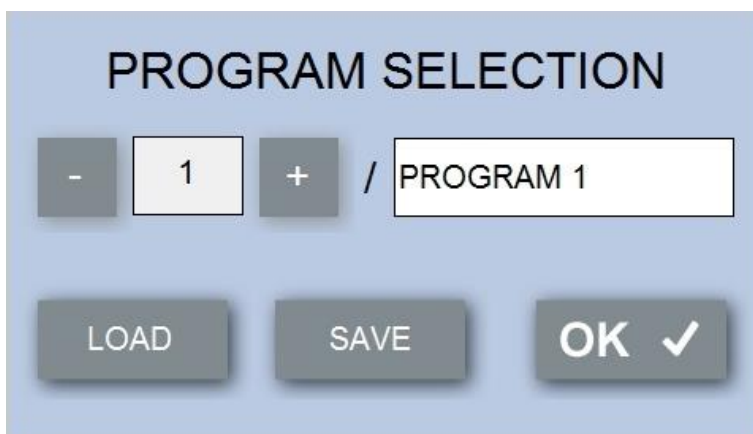 PROGRAM SELECTION
- 1 + / PROGRAM 1
LOAD SAVE OK ✓